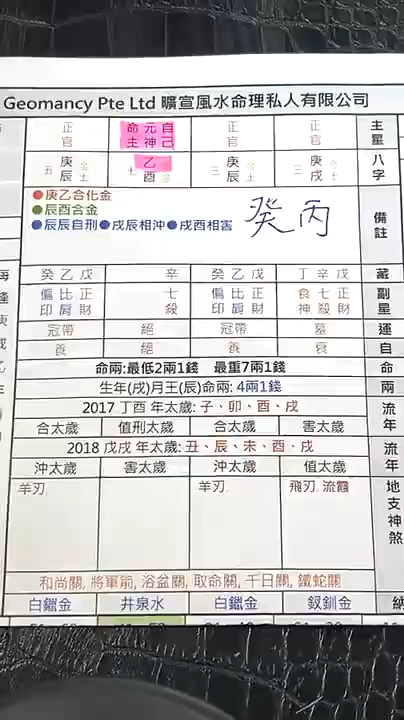 Geomancy Pte Ltd 曠宣風水命理私人有限公司
正官 命主 元神 自己 正官 正官 主星
五 庚辰 金土 七 乙酉 三 庚辰 金土 三 庚戌 金土 八字
庚乙合化金
辰酉合金
辰辰自刑 戌辰相沖 戌酉相害
癸丙
備註
癸乙戊 辛 癸乙戊 丁辛戊 藏
偏印 比肩 正財 七殺 偏印 比肩 正財 食神 七殺 正財 副星
冠帶 絕 冠帶 墓 運
養 絕 養 衰 自
命兩:最低2兩1錢 最重7兩1錢 命
生年(戌)月王(辰)命兩: 4兩1錢 兩
2017 丁酉 年太歲: 子、卯、酉、戌 流年
合太歲 值刑太歲 合太歲 害太歲
2018 戊戌 年太歲: 丑、辰、未、酉、戌 流年
沖太歲 害太歲 沖太歲 值太歲
羊刃 羊刃 飛刃 流霞 地支神煞
和尚關, 將軍箭, 浴盆關, 取命關, 千日關, 鐵蛇關
白鑞金 井泉水 白鑞金 釵釧金 納